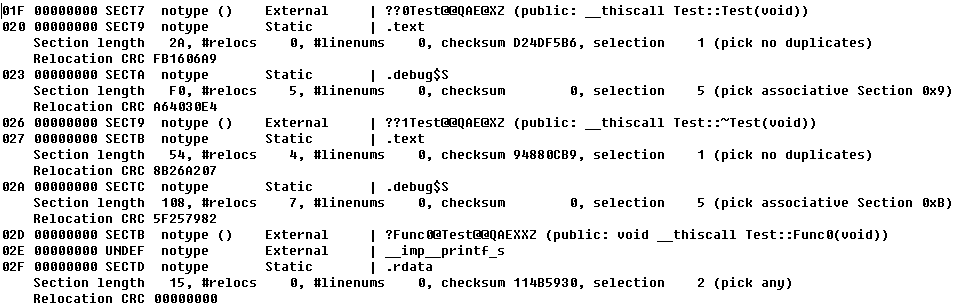 01F 00000000 SECT7  notype ()    External     | ??0Test@@QAE@XZ (public: __thiscall Test::Test(void))
020 00000000 SECT9  notype       Static       | .text
    Section length   2A, #relocs    0, #linenums    0, checksum D24DF5B6, selection    1 (pick no duplicates)
    Relocation CRC FB1606A9
023 00000000 SECTA  notype       Static       | .debug$S
    Section length   F0, #relocs    5, #linenums    0, checksum        0, selection    5 (pick associative Section 0x9)
    Relocation CRC A64030E4
026 00000000 SECT9  notype ()    External     | ??1Test@@QAE@XZ (public: __thiscall Test::~Test(void))
027 00000000 SECTB  notype       Static       | .text
    Section length   54, #relocs    4, #linenums    0, checksum 94880CB9, selection    1 (pick no duplicates)
    Relocation CRC 8B26A207
02A 00000000 SECTC  notype       Static       | .debug$S
    Section length  108, #relocs    7, #linenums    0, checksum        0, selection    5 (pick associative Section 0xB)
    Relocation CRC 5F257982
02D 00000000 SECTB  notype ()    External     | ?Func0@Test@@QAEXXZ (public: void __thiscall Test::Func0(void))
02E 00000000 UNDEF  notype       External     | __imp__printf_s
02F 00000000 SECTD  notype       Static       | .rdata
    Section length   15, #relocs    0, #linenums    0, checksum 114B5930, selection    2 (pick any)
    Relocation CRC 00000000